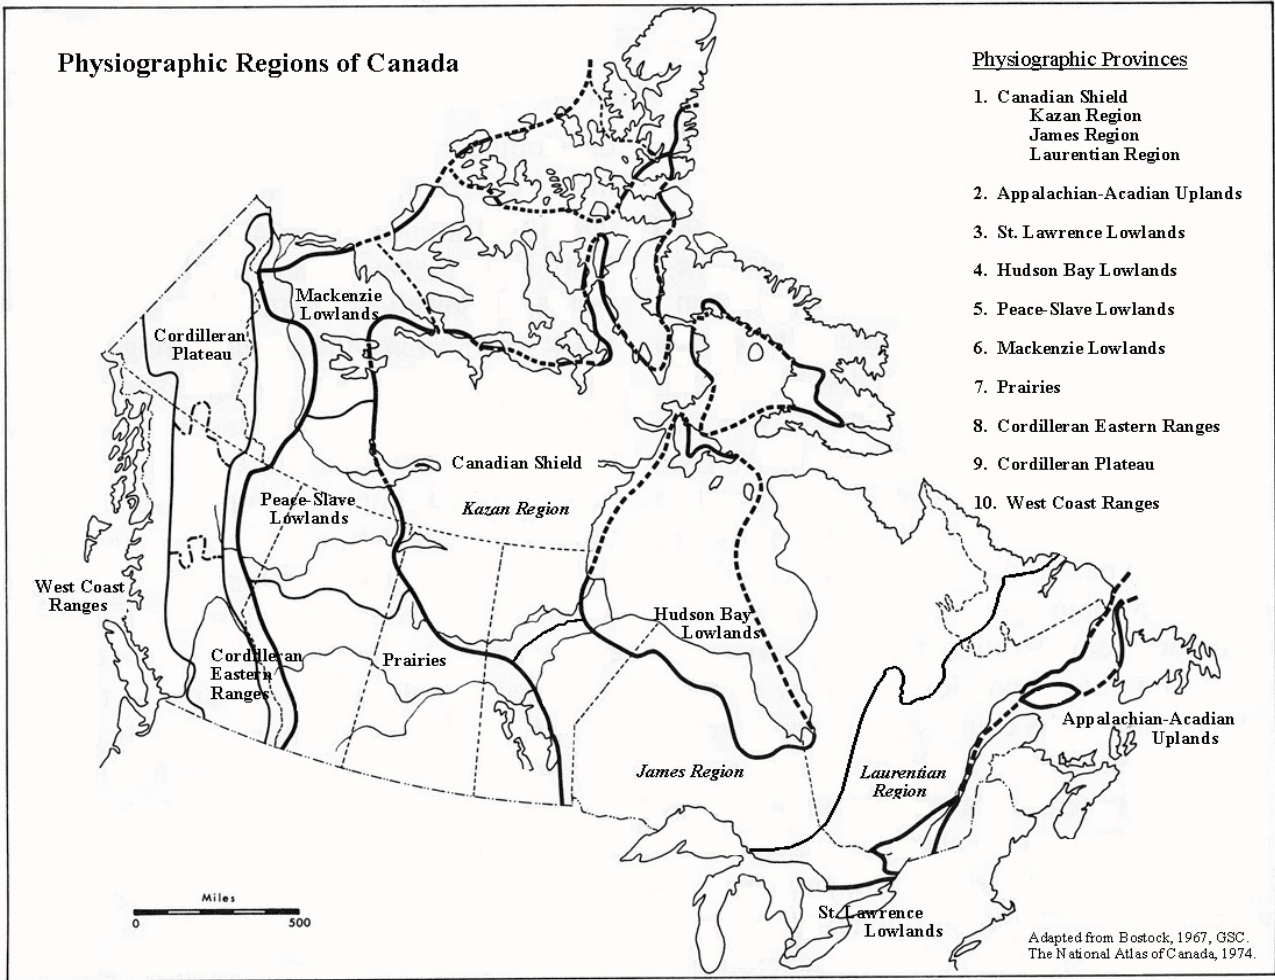 Physiographic Regions of Canada
Physiographic Provinces
1. Canadian Shield
Kazan Region
James Region
Laurentian Region
2. Appalachian-Acadian Uplands
3. St. Lawrence Lowlands
4. Hudson Bay Lowlands
5. Peace-Slave Lowlands
6. Mackenzie Lowlands
7. Prairies
8. Cordilleran Eastern Ranges
9. Cordilleran Plateau
10. West Coast Ranges
Mackenzie
Lowlands
Cordilleran
Plateau
Canadian Shield
Kazan Region
Peace-Slave
Lowlands
West Coast
Ranges
Hudson Bay
Lowlands
Cordilleran
Eastern
Ranges
Prairies
Appalachian-Acadian
Uplands
James Region
Laurentian
Region
St. Lawrence
Lowlands
Miles
0 500
Adapted from Bostock, 1967, GSC.
The National Atlas of Canada, 1974.